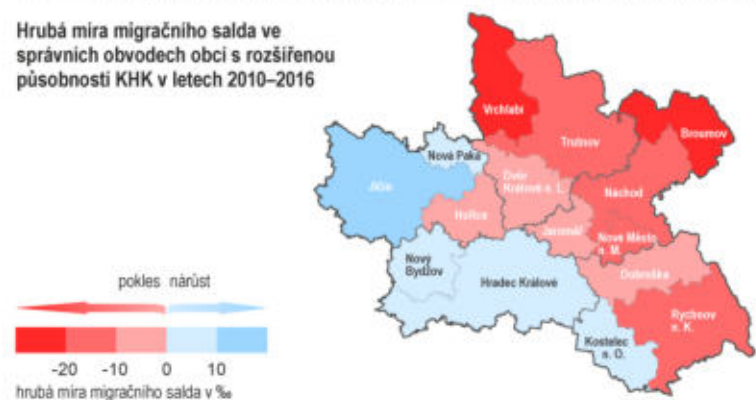 Hrubá míra migračního salda ve
správních obvodech obcí s rozšířenou
působností KHK v letech 2010–2016
Vrchlabí
Trutnov
Broumov
Nová Paka
Jičín
Dvůr
Králové n. L.
Náchod
Hořice
Jaroměř
Nové Město
n. M.
Nový
Bydžov
Hradec Králové
Dobruška
Rychnov
n. K.
Kostelec
n. O.
pokles nárůst
-20 -10 0 10
hrubá míra migračního salda v ‰